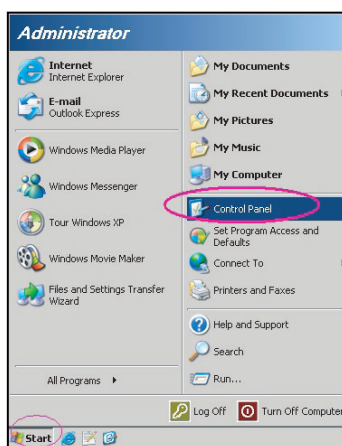 Administrator
Internet
Internet Explorer
E-mail
Outlook Express
Windows Media Player
Windows Messenger
Tour Windows XP
Windows Movie Maker
Files and Settings Transfer
Wizard
All Programs
My Documents
My Recent Documents
My Pictures
My Music
My Computer
Control Panel
Set Program Access and
Defaults
Connect To
Printers and Faxes
Help and Support
Search
Run...
Log Off
Turn Off Computer
Start